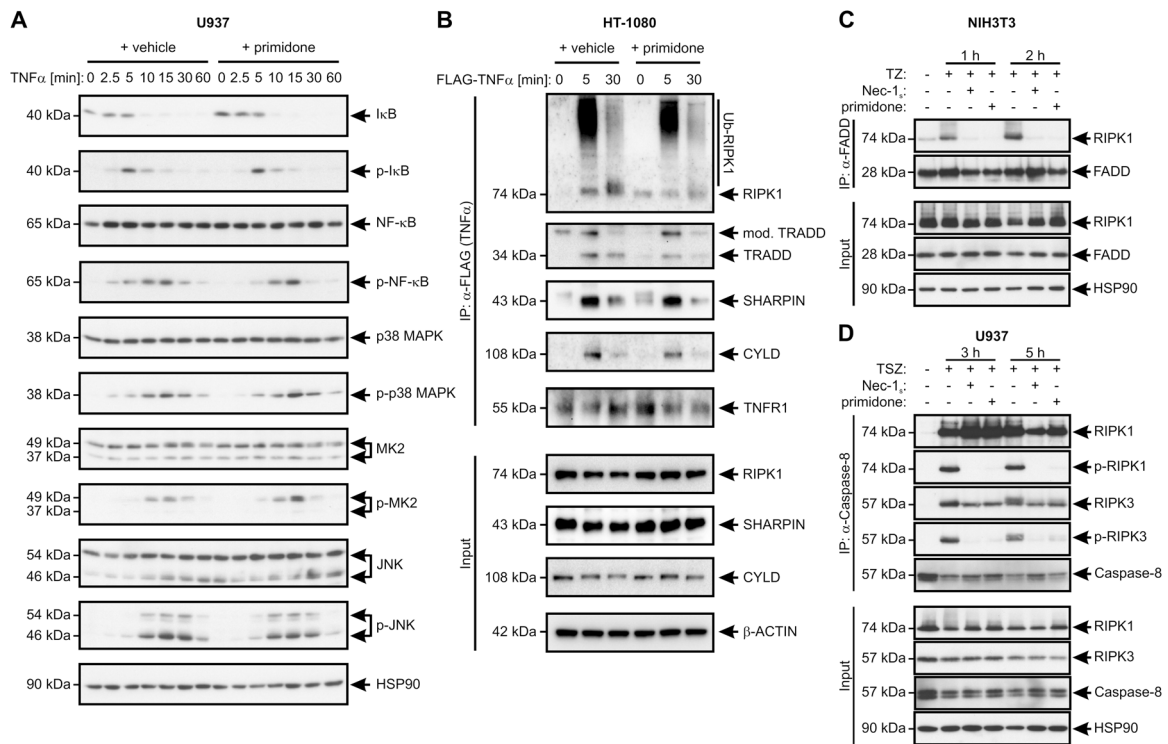 A
U937
+ vehicle + primidone
TNFα [min]: 0 2.5 5 10 15 30 60 0 2.5 5 10 15 30 60
40 kDa IκB
40 kDa p-IκB
65 kDa NF-κB
65 kDa p-NF-κB
38 kDa p38 MAPK
38 kDa p-p38 MAPK
49 kDa
37 kDa
MK2
49 kDa
37 kDa
p-MK2
54 kDa
46 kDa
JNK
54 kDa
46 kDa
p-JNK
90 kDa HSP90
B
HT-1080
+ vehicle + primidone
FLAG-TNFα [min]: 0 5 30 0 5 30
IP: α-FLAG (TNFα)
Ub-RIPK1
74 kDa RIPK1
mod. TRADD
34 kDa TRADD
43 kDa SHARPIN
108 kDa CYLD
55 kDa TNFR1
Input
74 kDa RIPK1
43 kDa SHARPIN
108 kDa CYLD
42 kDa β-ACTIN
C
NIH3T3
1 h 2 h
TZ: - + + + + + +
Nec-1s: - - + - - + -
primidone: - - - + - - +
IP: α-FADD
74 kDa RIPK1
28 kDa FADD
Input
74 kDa RIPK1
28 kDa FADD
90 kDa HSP90
D
U937
3 h 5 h
TSZ: - + + + + + +
Nec-1s: - - + - - + -
primidone: - - - + - - +
IP: α-Caspase-8
74 kDa RIPK1
74 kDa p-RIPK1
57 kDa RIPK3
57 kDa p-RIPK3
57 kDa Caspase-8
Input
74 kDa RIPK1
57 kDa RIPK3
57 kDa Caspase-8
90 kDa HSP90